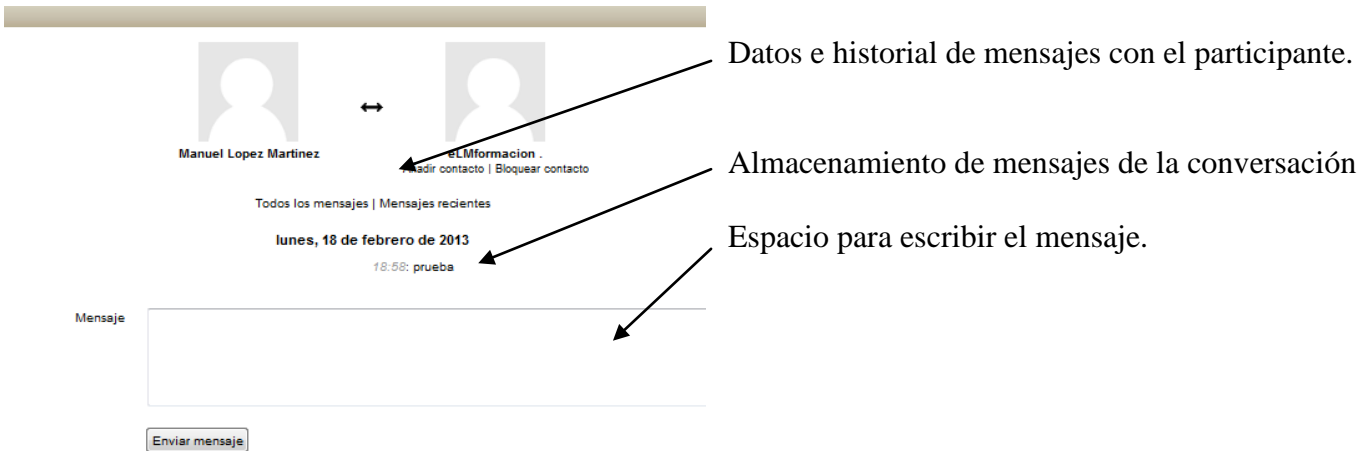 Datos e historial de mensajes con el participante.
Manuel Lopez Martinez
eLMformacion .
Añadir contacto | Bloquear contacto
Almacenamiento de mensajes de la conversación
Todos los mensajes | Mensajes recientes
lunes, 18 de febrero de 2013
Espacio para escribir el mensaje.
18:58: prueba
Mensaje
Enviar mensaje